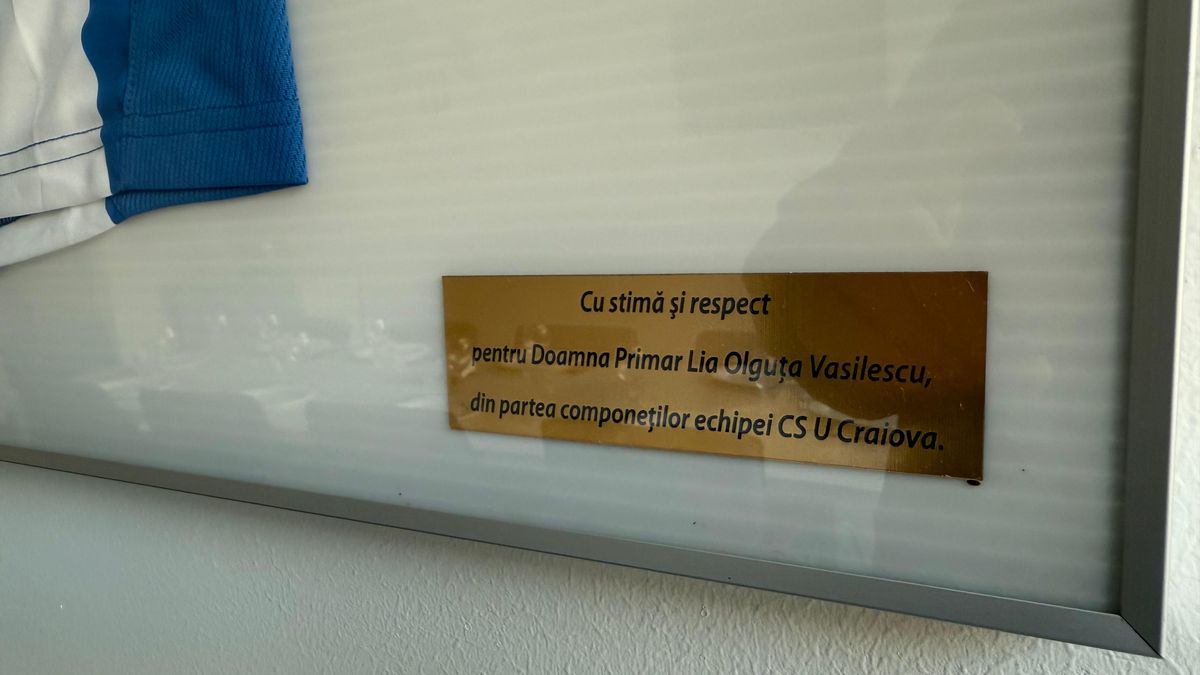 Cu stimă şi respect
pentru Doamna Primar Lia Olguţa Vasilescu,
din partea componeţilor echipei CS U Craiova.